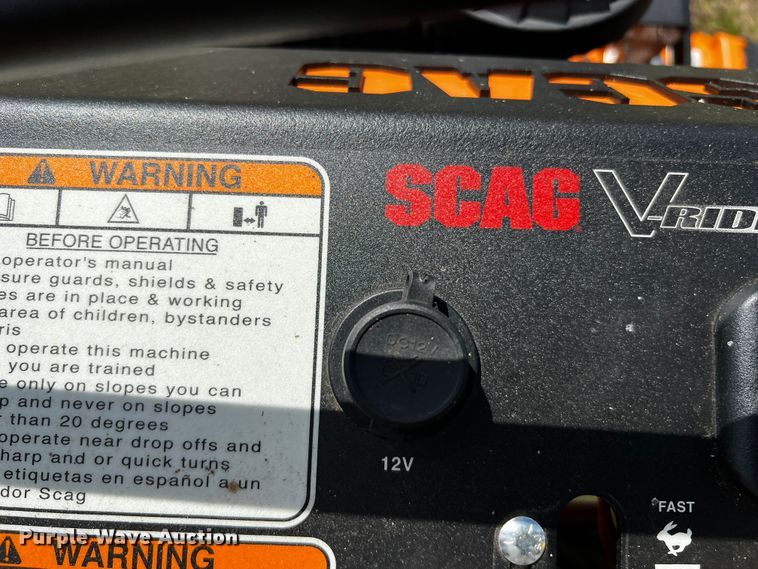 WARNING
BEFORE OPERATING
operator's manual
sure guards, shields & safety
es are in place & working
area of children, bystanders
ris
operate this machine
you are trained
e only on slopes you can
p and never on slopes
r than 20 degrees
operate near drop offs and
harp and or quick turns
etiquetas en español a un
dor Scag
WARNING
SCAG
V-RID
DC12V
12V
FAST
Purple Wave Auction